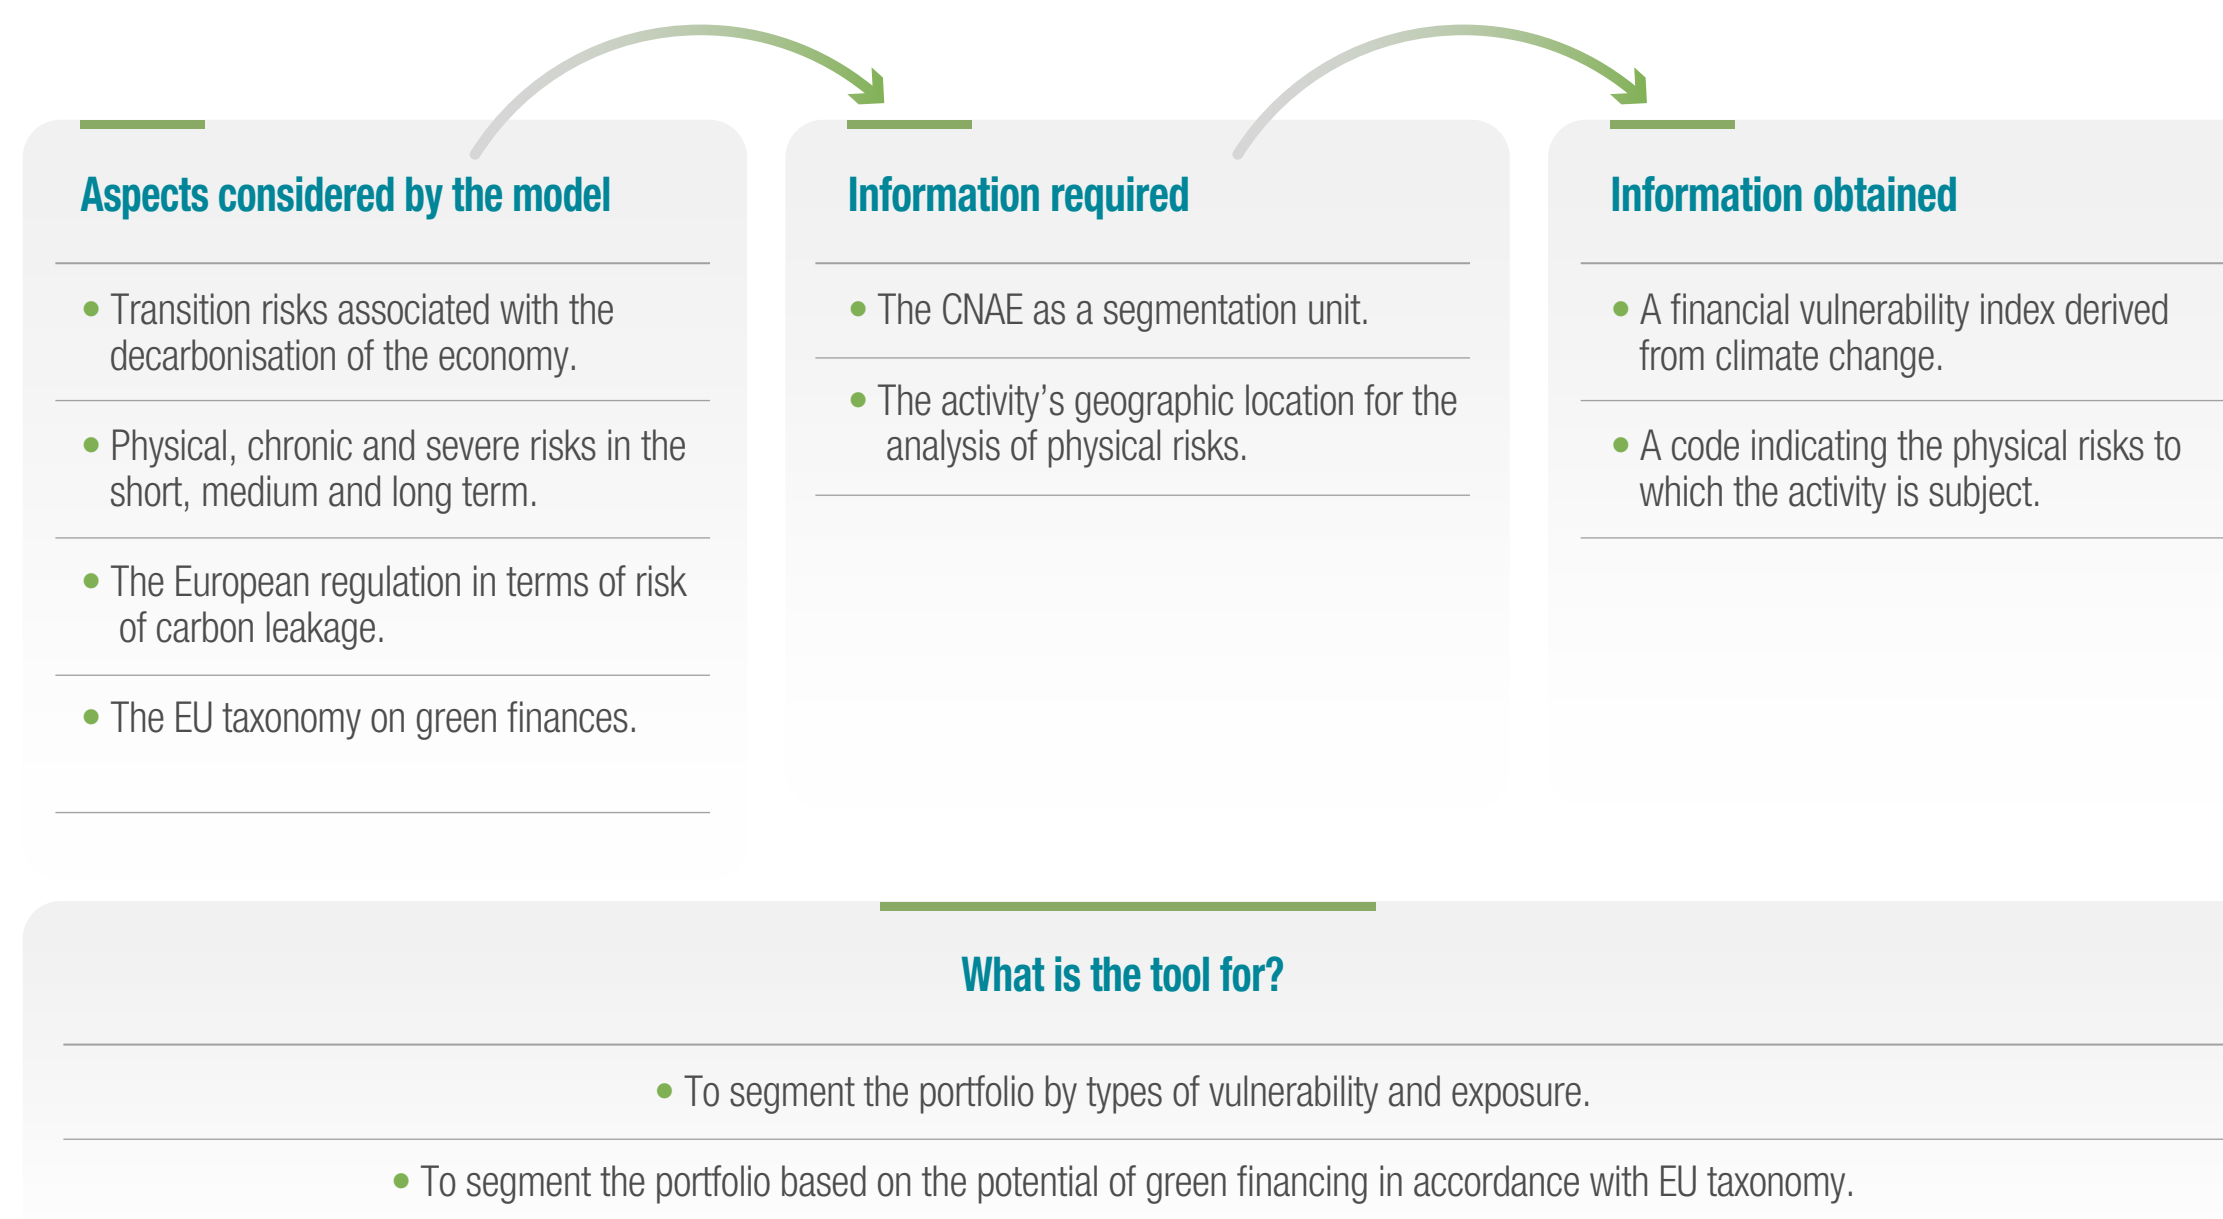 Aspects considered by the model
• Transition risks associated with the
decarbonisation of the economy.
• Physical, chronic and severe risks in the
short, medium and long term.
• The European regulation in terms of risk
of carbon leakage.
• The EU taxonomy on green finances.
Information required
• The CNAE as a segmentation unit.
• The activity’s geographic location for the
analysis of physical risks.
Information obtained
• A financial vulnerability index derived
from climate change.
• A code indicating the physical risks to
which the activity is subject.
What is the tool for?
• To segment the portfolio by types of vulnerability and exposure.
• To segment the portfolio based on the potential of green financing in accordance with EU taxonomy.